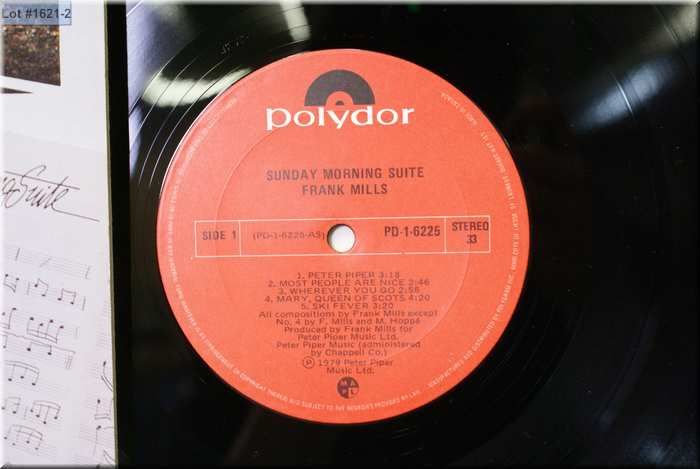 Lot #1621-2
Suite
polydor
SUNDAY MORNING SUITE
FRANK MILLS
SIDE 1
(PD-1-6225-AS)
PD-1-6225
STEREO
33
1. PETER PIPER 3:18
2. MOST PEOPLE ARE NICE 2:46
3. WHEREVER YOU GO 2:58
4. MARY, QUEEN OF SCOTS 4:20
5. SKI FEVER 3:20
All compositions by Frank Mills except
No. 4 by F. Mills and M. Hoppé
Produced by Frank Mills for
Peter Piper Music Ltd.
Peter Piper Music (administered
by Chappell Co.)
Ⓟ 1979 Peter Piper
Music Ltd.
M A
P L